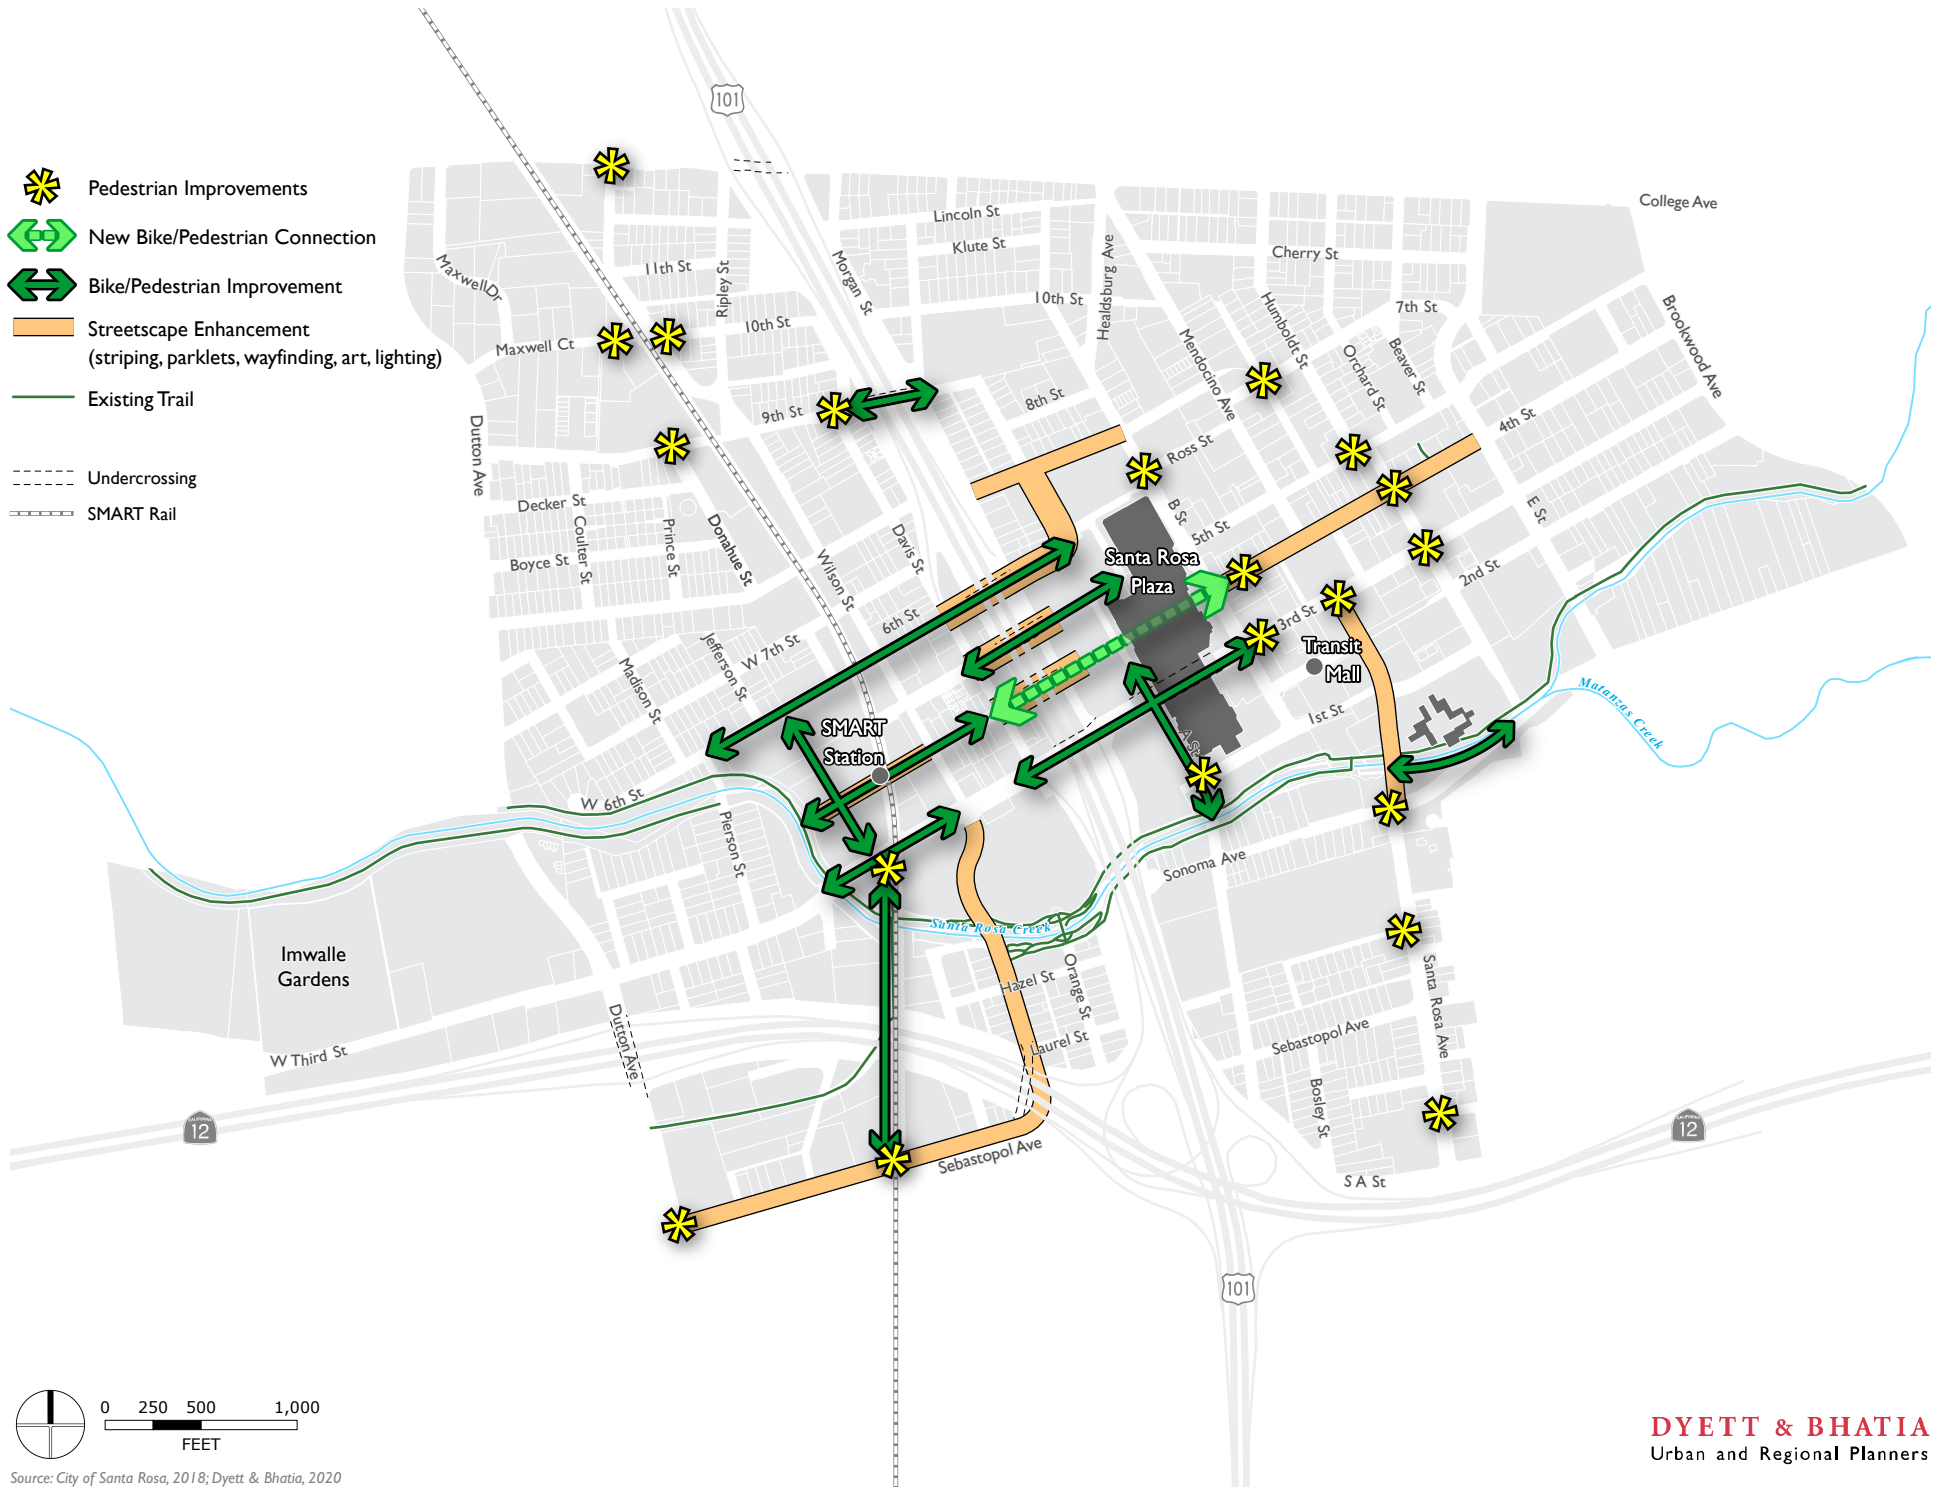 101
Pedestrian Improvements
New Bike/Pedestrian Connection
Bike/Pedestrian Improvement
Streetscape Enhancement
(striping, parklets, wayfinding, art, lighting)
Existing Trail
Undercrossing
SMART Rail
College Ave
Lincoln St
Klute St
Cherry St
Healdsburg Ave
11th St
Ripley St
Morgan St
Maxwell Dr
10th St
10th St
Humboldt St
7th St
Brookwood Ave
Maxwell Ct
Mendocino Ave
Orchard St
Beaver St
9th St
8th St
4th St
Dutton Ave
Ross St
Decker St
Coulter St
Prince St
Donahue St
Davis St
B St
5th St
E St
Boyce St
Wilson St
Santa Rosa
Plaza
2nd St
6th St
3rd St
W 7th St
Jefferson St
Madison St
Transit
Mall
Matanzas Creek
1st St
SMART
Station
A St
W 6th St
Pierson St
Sonoma Ave
Santa Rosa Creek
Imwalle
Gardens
Hazel St
Orange St
Santa Rosa Ave
W Third St
Dutton Ave
Laurel St
Sebastopol Ave
Bosley St
CALIFORNIA
12
CALIFORNIA
12
Sebastopol Ave
S A St
101
0 250 500 1,000
FEET
Source: City of Santa Rosa, 2018; Dyett & Bhatia, 2020
DYETT & BHATIA
Urban and Regional Planners